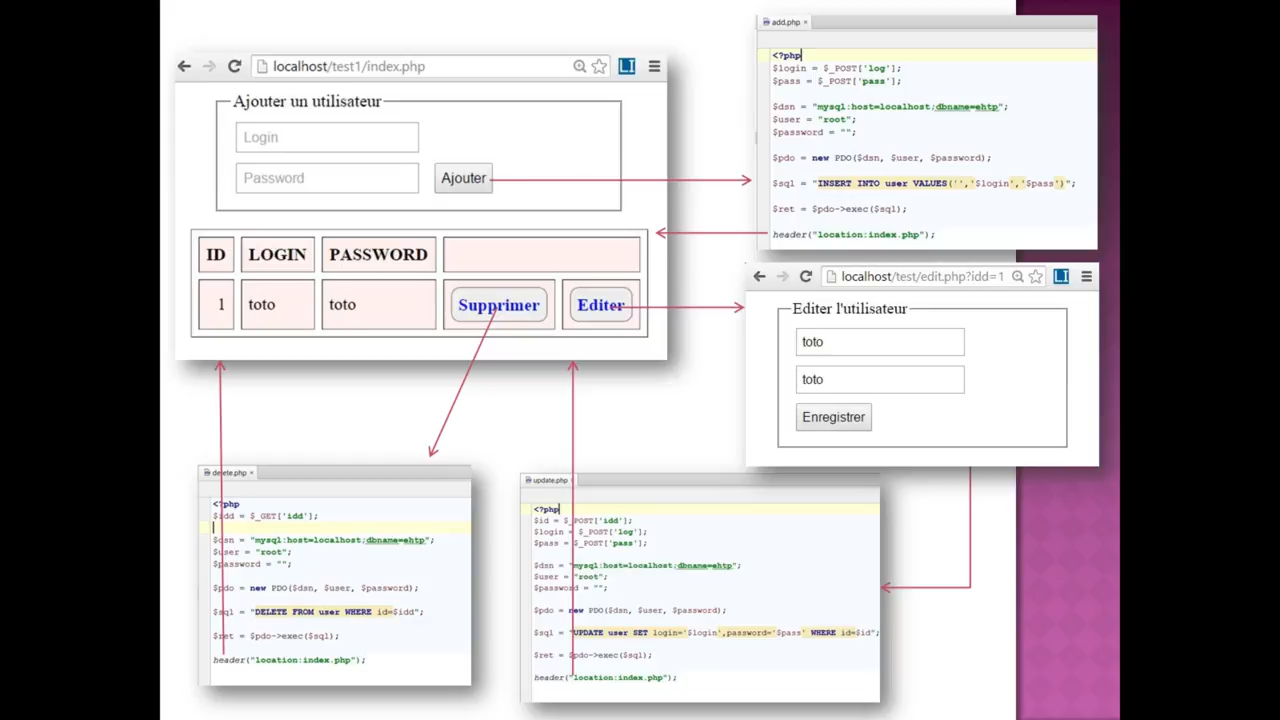 localhost/test1/index.php
LI
Ajouter un utilisateur
Login
Password
Ajouter
ID LOGIN PASSWORD
1 toto toto Supprimer Editer
add.php ×
<?php
$login = $_POST['log'];
$pass = $_POST['pass'];
$dsn = "mysql:host=localhost;dbname=ehtp";
$user = "root";
$password = "";
$pdo = new PDO($dsn, $user, $password);
$sql = "INSERT INTO user VALUES('','$login','$pass')";
$ret = $pdo->exec($sql);
header("location:index.php");
localhost/test/edit.php?idd=1
LI
Editer l'utilisateur
toto
toto
Enregistrer
delete.php ×
<?php
$idd = $_GET['idd'];
$dsn = "mysql:host=localhost;dbname=ehtp";
$user = "root";
$password = "";
$pdo = new PDO($dsn, $user, $password);
$sql = "DELETE FROM user WHERE id=$idd";
$ret = $pdo->exec($sql);
header("location:index.php");
update.php
<?php
$id = $_POST['idd'];
$login = $_POST['log'];
$pass = $_POST['pass'];
$dsn = "mysql:host=localhost;dbname=ehtp";
$user = "root";
$password = "";
$pdo = new PDO($dsn, $user, $password);
$sql = "UPDATE user SET login='$login',password='$pass' WHERE id=$id";
$ret = $pdo->exec($sql);
header("location:index.php");